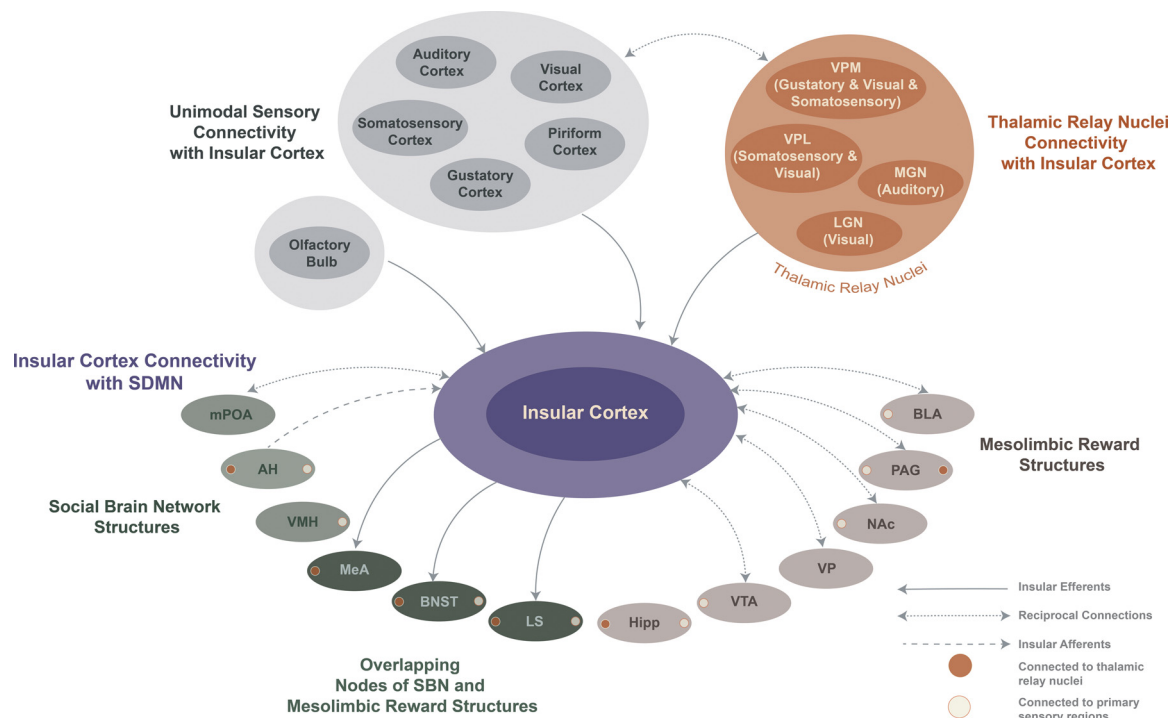 Auditory
Cortex
Visual
Cortex
Somatosensory
Cortex
Piriform
Cortex
Gustatory
Cortex
Unimodal Sensory
Connectivity
with Insular Cortex
VPM
(Gustatory & Visual &
Somatosensory)
VPL
(Somatosensory &
Visual)
MGN
(Auditory)
LGN
(Visual)
Thalamic Relay Nuclei
Thalamic Relay Nuclei
Connectivity
with Insular Cortex
Olfactory
Bulb
Insular Cortex Connectivity
with SDMN
Insular Cortex
mPOA
AH
VMH
Social Brain Network
Structures
MeA
BNST
LS
Overlapping
Nodes of SBN and
Mesolimbic Reward Structures
Hipp
VTA
VP
NAc
PAG
BLA
Mesolimbic Reward
Structures
Insular Efferents
Reciprocal Connections
Insular Afferents
Connected to thalamic
relay nuclei
Connected to primary
sensory regions